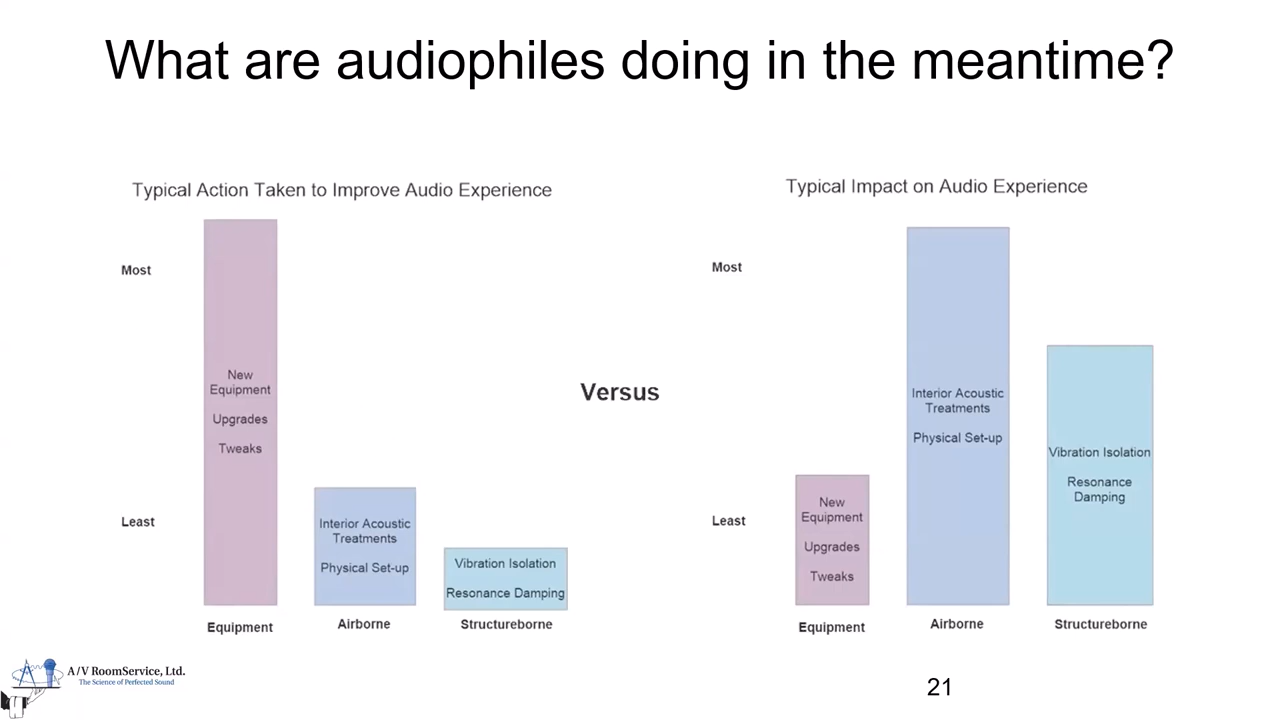 What are audiophiles doing in the meantime?
Typical Action Taken to Improve Audio Experience
Most
Least
New
Equipment
Upgrades
Tweaks
Interior Acoustic
Treatments
Physical Set-up
Vibration Isolation
Resonance Damping
Equipment
Airborne
Structureborne
Versus
Typical Impact on Audio Experience
Most
Least
New
Equipment
Upgrades
Tweaks
Interior Acoustic
Treatments
Physical Set-up
Vibration Isolation
Resonance
Damping
Equipment
Airborne
Structureborne
A/V RoomService, Ltd.
The Science of Perfected Sound
21